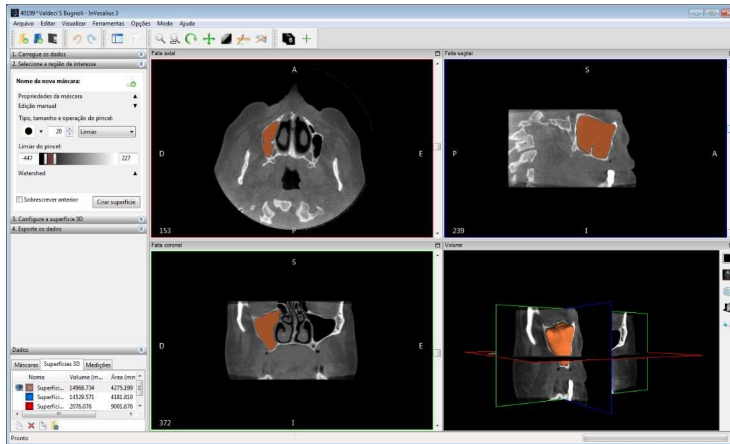 40199 * Valdeci S Bugnoli - InVesalius 3
Arquivo Editar Visualizar Ferramentas Opções Modo Ajuda
1. Carregue os dados
2. Selecione a região de interesse
Nome da nova máscara:
Propriedades da máscara
Edição manual
Tipo, tamanho e operação do pincel:
20 Limiar
Limiar do pincel:
-447 227
Watershed
Sobrescrever anterior Criar superfície
3. Configure a superfície 3D
4. Exporte os dados
Dados
Máscaras Superfícies 3D Medições
Nome Volume (m... Área (mm
Superfíci... 14968.734 4275.199
Superfíci... 14529.571 4181.819
Superfíci... 2076.076 9001.676
Pronto
Fatia axial
A
D E
153 P
Fatia sagital
S
P A
239 I
Fatia coronal
S
D E
372 I
Volume